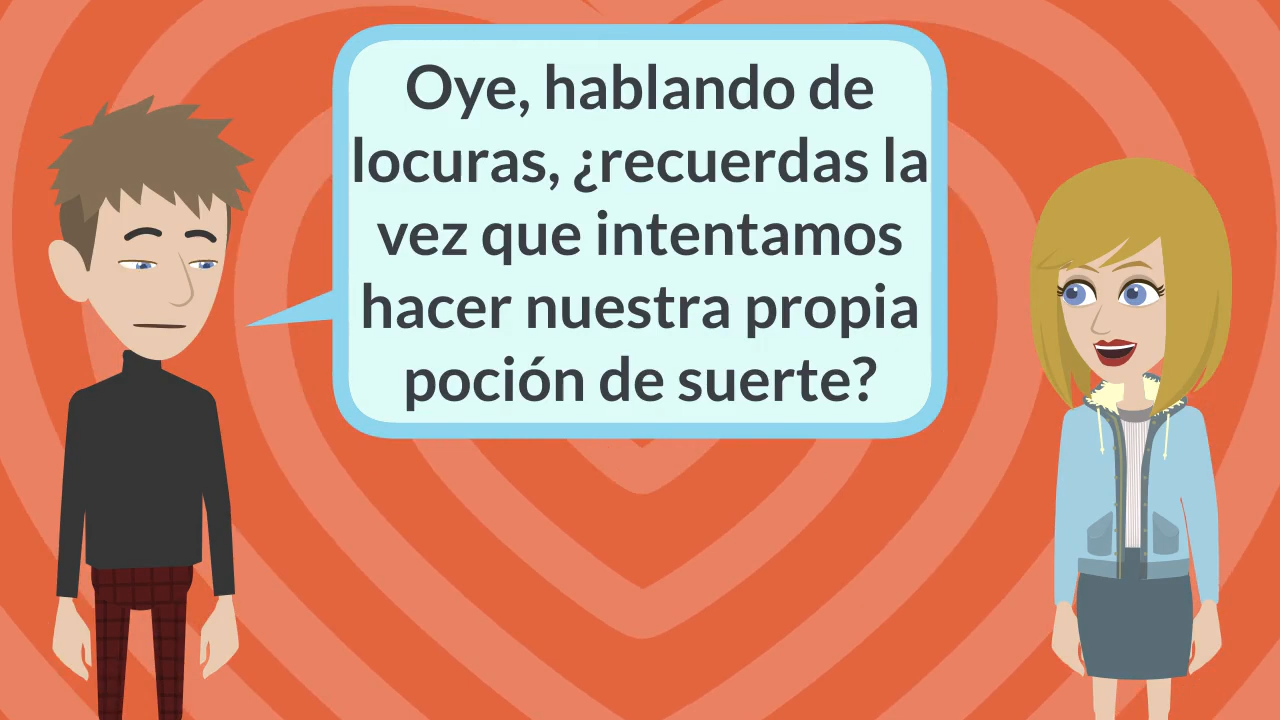 Oye, hablando de
locuras, ¿recuerdas la
vez que intentamos
hacer nuestra propia
poción de suerte?